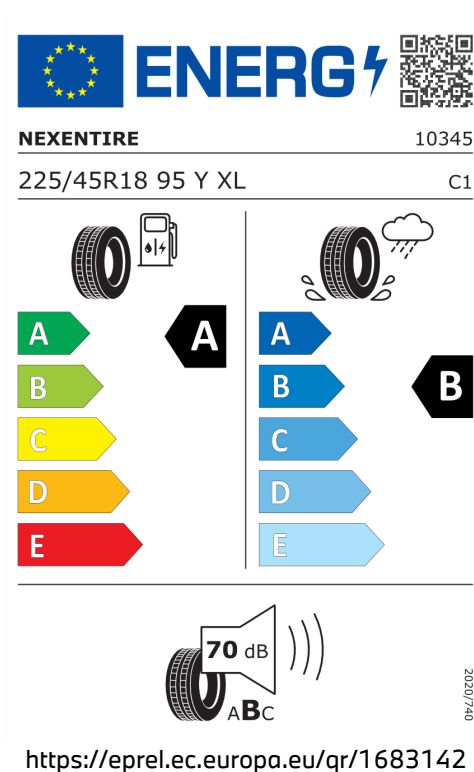 ENERG
NEXENTIRE 10345
225/45R18 95 Y XL C1
A A A
B B B
C C
D D
E E
70 dB
ABC
2020/740
https://eprel.ec.europa.eu/qr/1683142